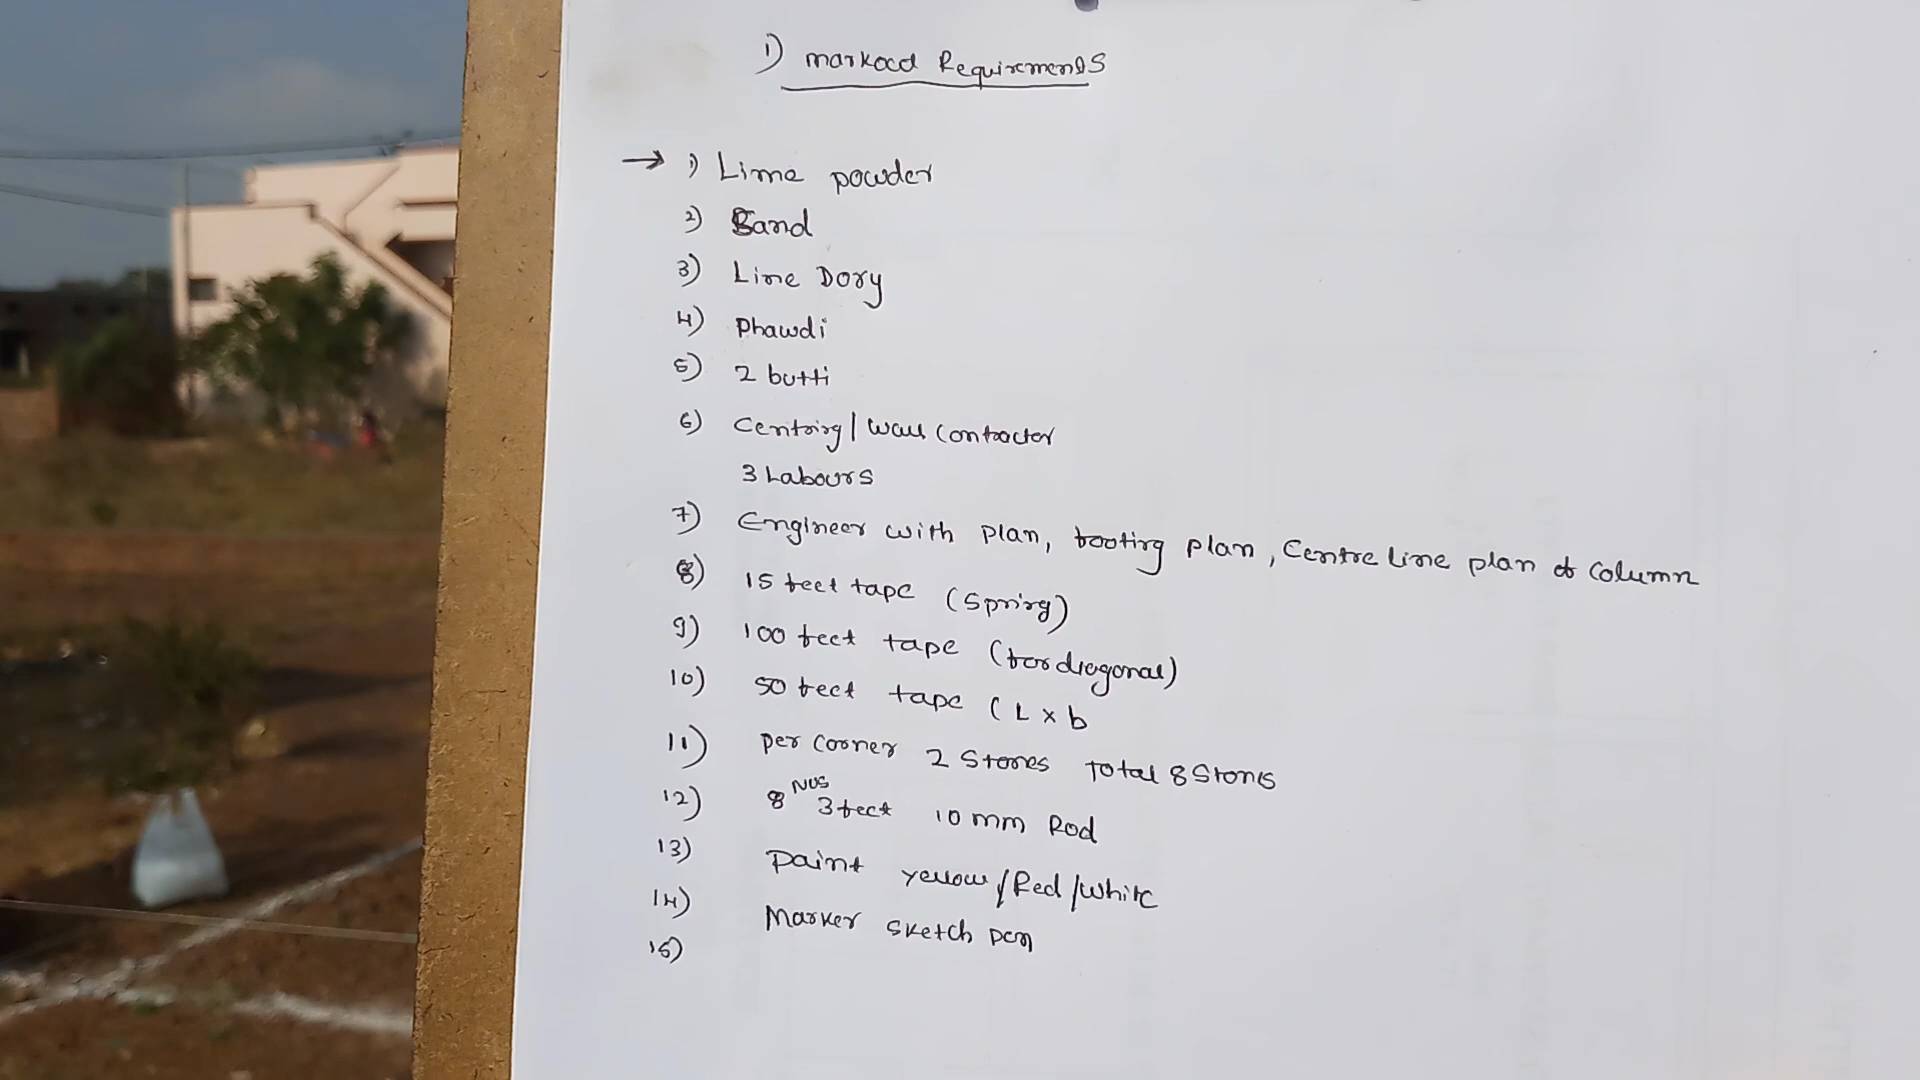 1) markocd Requirements
→ 1) Lime powder
2) Sand
3) Line Dory
4) Phawdi
5) 2 butti
6) Centring / wall contractor
3 Labours
7) Engineer with plan, footing plan, Centre line plan of Column
8) 15 feet tape (Spring)
9) 100 feet tape (for diagonal)
10) 50 feet tape ( L x b
11) per corner 2 Stones Total 8 Stones
12) 8 NOS 3 feet 10 mm Rod
13) Paint yellow / Red / white
14) Marker sketch pen
15)